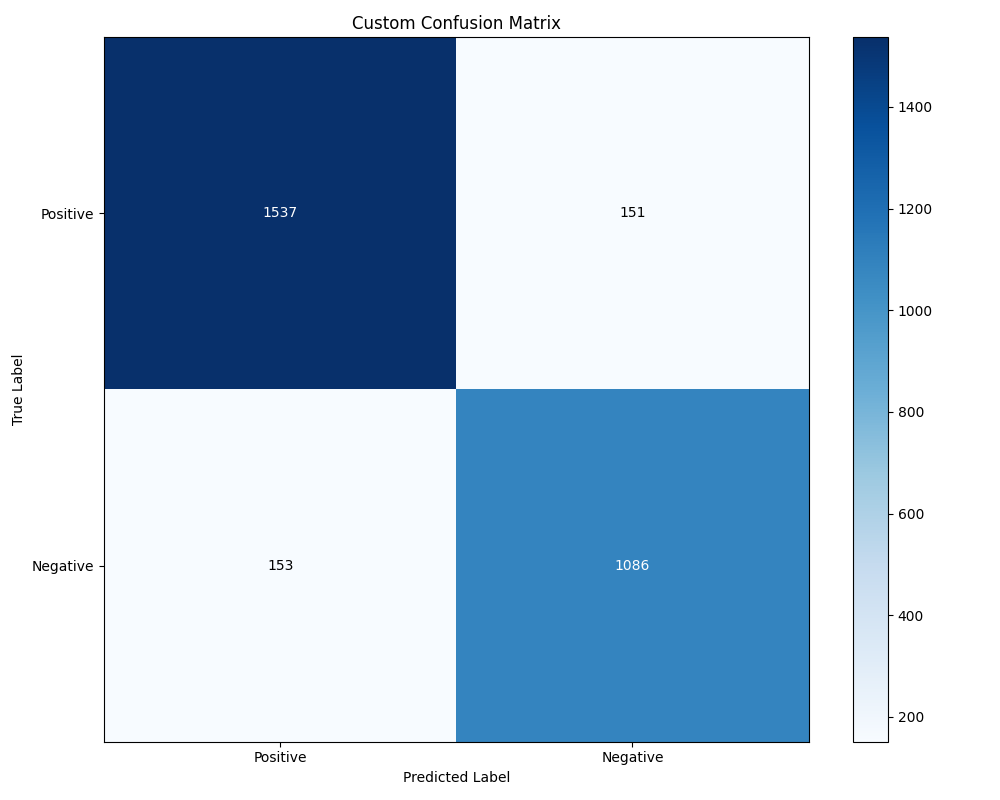 Custom Confusion Matrix
True Label
Positive
1537
151
Negative
153
1086
Positive
Negative
Predicted Label
1400
1200
1000
800
600
400
200